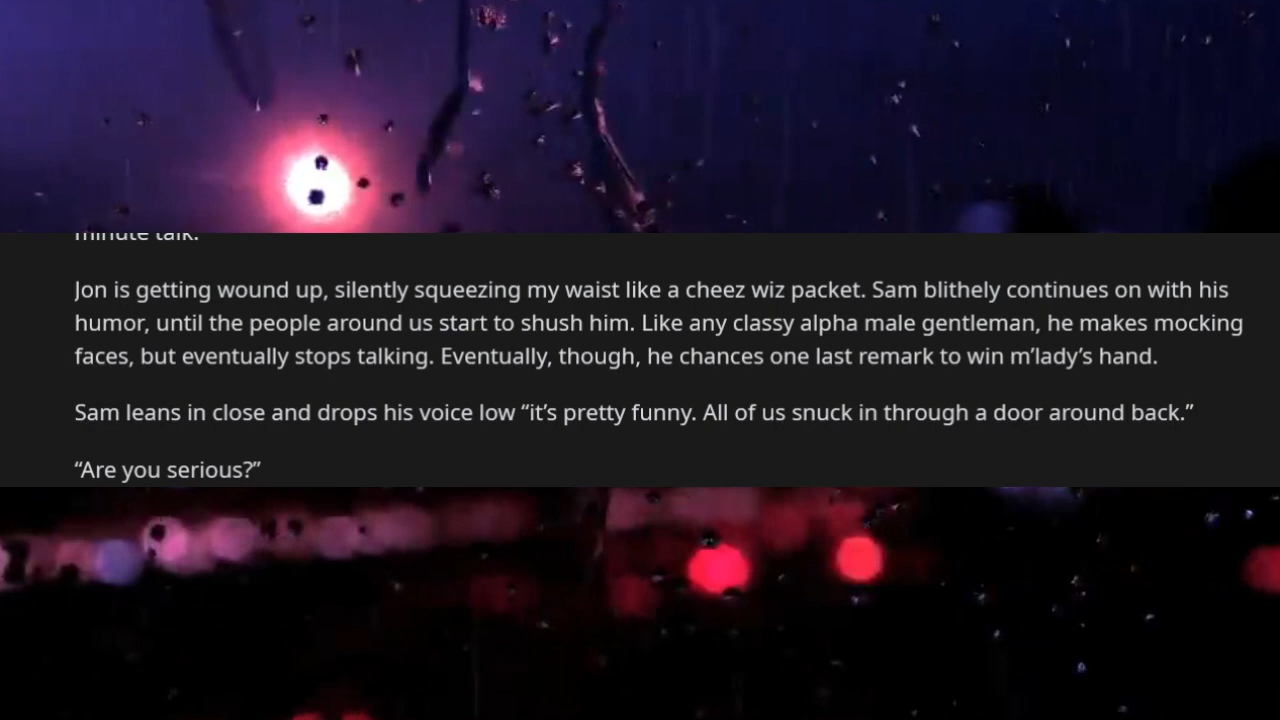 minute talk.
Jon is getting wound up, silently squeezing my waist like a cheez wiz packet. Sam blithely continues on with his
humor, until the people around us start to shush him. Like any classy alpha male gentleman, he makes mocking
faces, but eventually stops talking. Eventually, though, he chances one last remark to win m’lady’s hand.
Sam leans in close and drops his voice low “it’s pretty funny. All of us snuck in through a door around back.”
“Are you serious?”